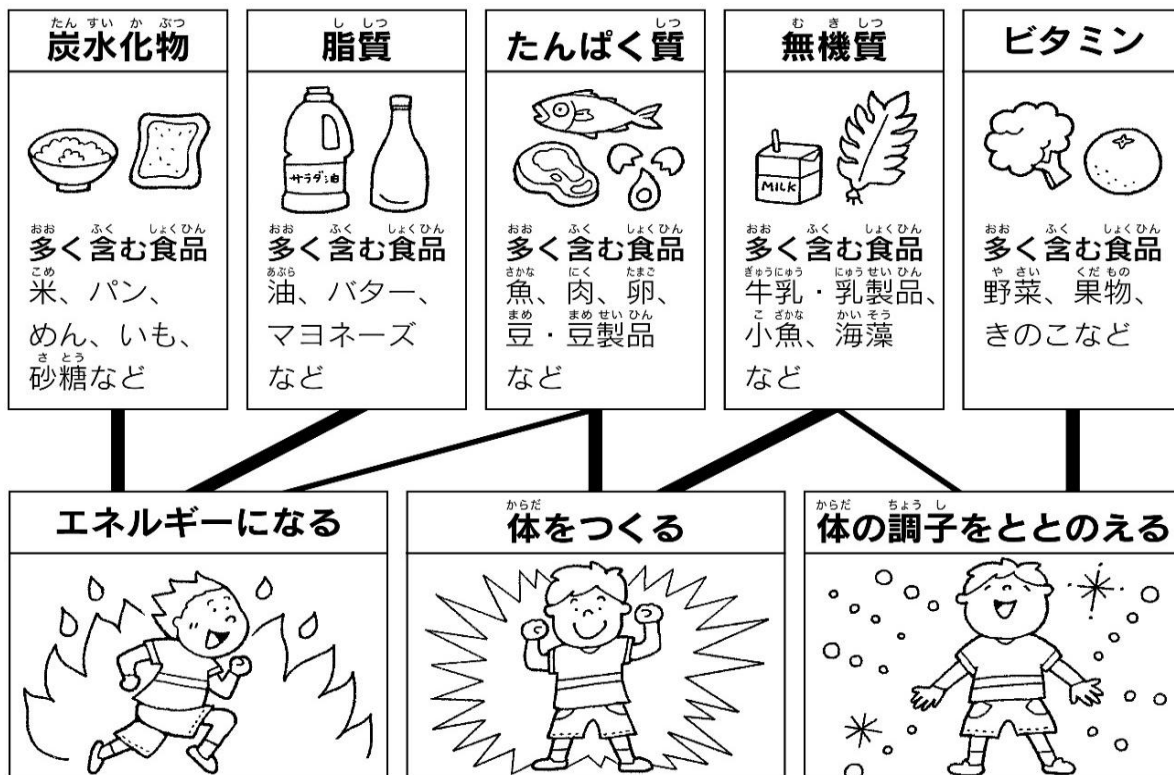 炭水化物
多く含む食品
米、パン、
めん、いも、
砂糖など
脂質
サラダ油
多く含む食品
油、バター、
マヨネーズ
など
たんぱく質
多く含む食品
魚、肉、卵、
豆・豆製品
など
無機質
MILK
多く含む食品
牛乳・乳製品、
小魚、海藻
など
ビタミン
多く含む食品
野菜、果物、
きのこなど
エネルギーになる
体をつくる
体の調子をととのえる